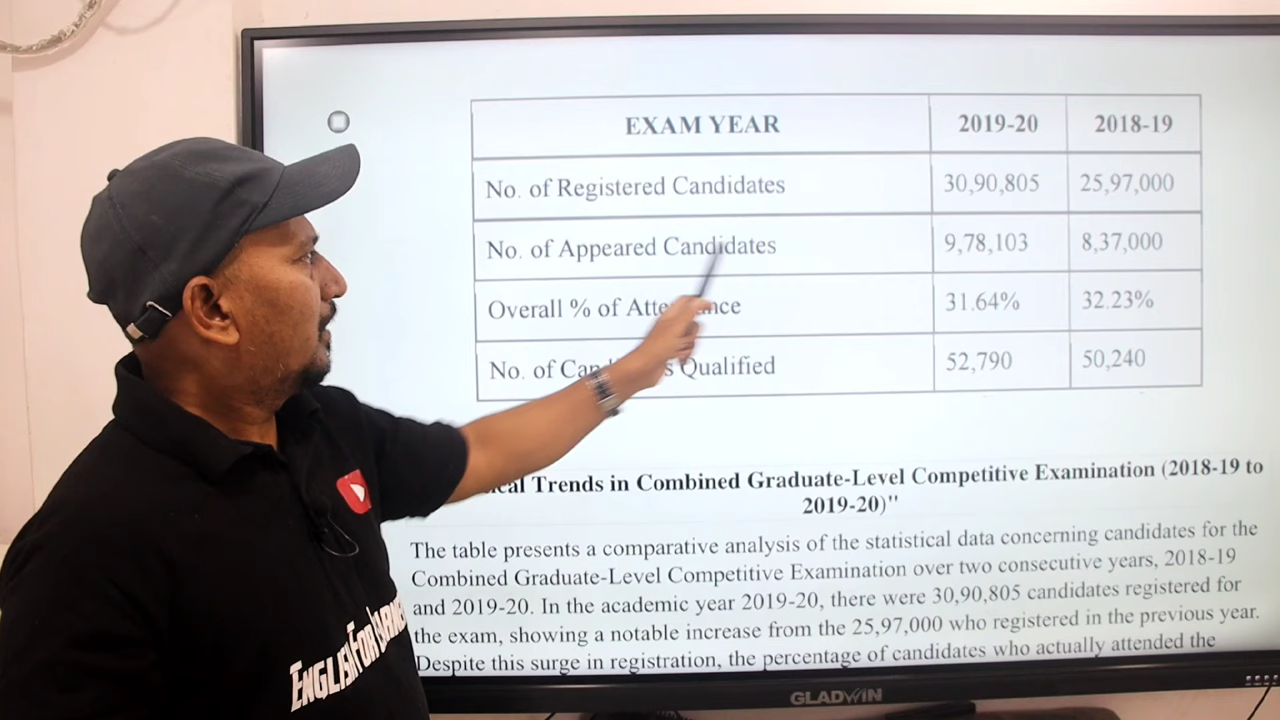 EXAM YEAR 2019-20 2018-19
No. of Registered Candidates 30,90,805 25,97,000
No. of Appeared Candidates 9,78,103 8,37,000
Overall % of 31.64% 32.23%
No. of Qualified 52,790 50,240
Trends in Combined Graduate-Level Competitive Examination (2018-19 to
2019-20)"
The table presents a comparative analysis of the statistical data concerning candidates for the
Combined Graduate-Level Competitive Examination over two consecutive years, 2018-19
and 2019-20. In the academic year 2019-20, there were 30,90,805 candidates registered for
the exam, showing a notable increase from the 25,97,000 who registered in the previous year.
Despite this surge in registration, the percentage of candidates who actually attended the
GLADWIN
ENGLISH FOR